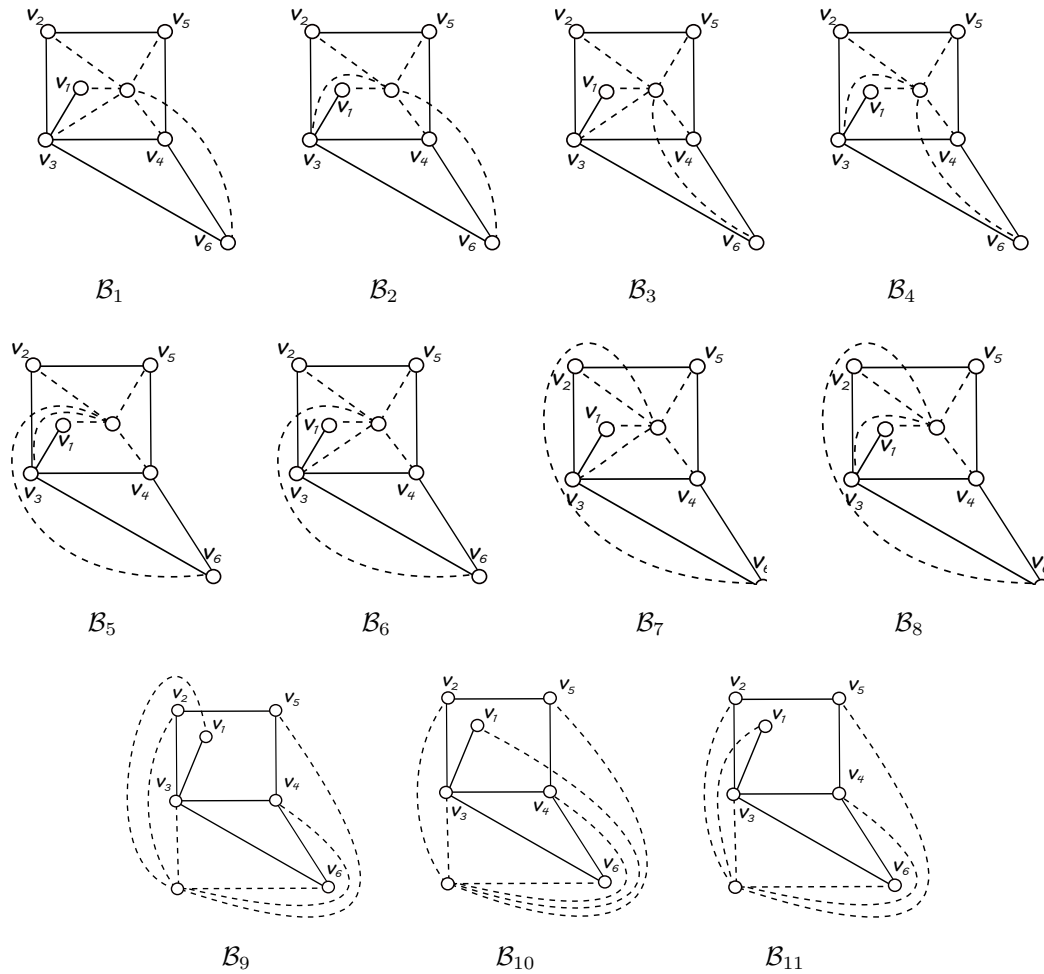 v₂ v₅ v₂ v₅ v₂ v₅ v₂ v₅
v₁ v₁ v₁ v₁
v₃ v₄ v₃ v₄ v₃ v₄ v₃ v₄
v₆ v₆ v₆ v₆
ℬ₁ ℬ₂ ℬ₃ ℬ₄
v₂ v₅ v₂ v₅ v₂ v₅ v₂ v₅
v₁ v₁ v₁ v₁
v₃ v₄ v₃ v₄ v₃ v₄ v₃ v₄
v₆ v₆ v₆ v₆
ℬ₅ ℬ₆ ℬ₇ ℬ₈
v₂ v₅ v₂ v₅ v₂ v₅
v₁ v₁ v₁
v₃ v₄ v₃ v₄ v₃ v₄
v₆ v₆ v₆
ℬ₉ ℬ₁₀ ℬ₁₁